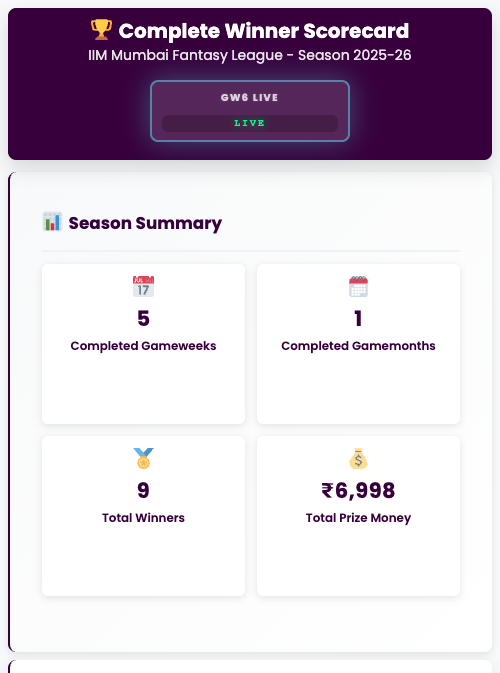 Complete Winner Scorecard
IIM Mumbai Fantasy League - Season 2025-26
GW6 LIVE
LIVE
Season Summary
17
5
Completed Gameweeks
1
Completed Gamemonths
9
Total Winners
₹6,998
Total Prize Money